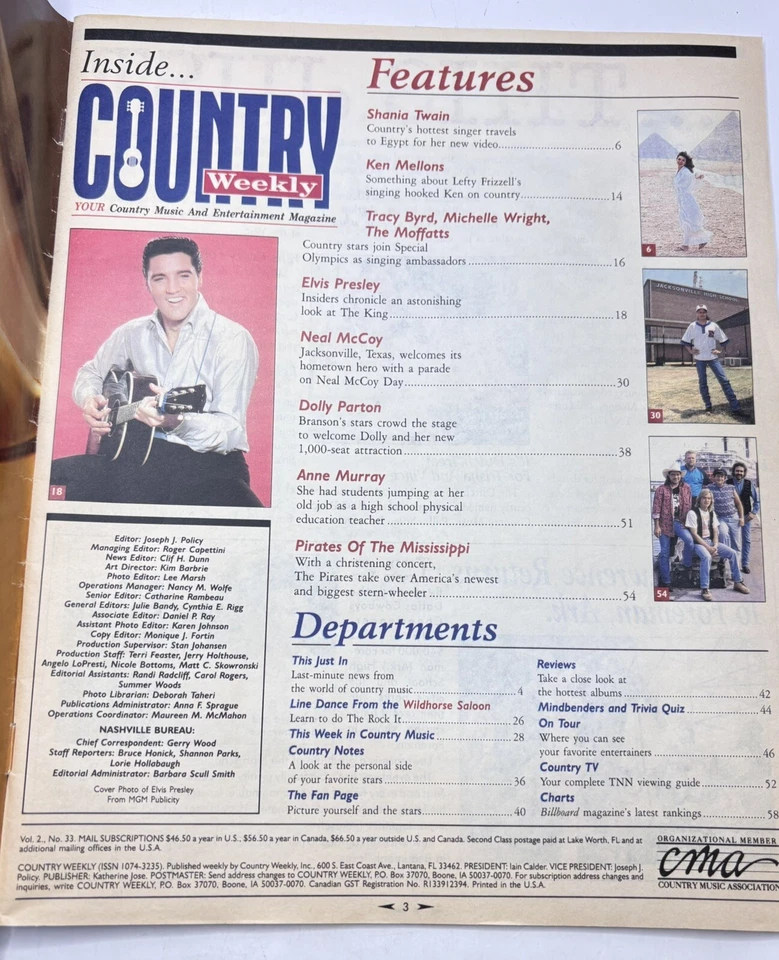 Inside...
COUNTRY
Weekly
YOUR Country Music And Entertainment Magazine
18
Editor: Joseph J. Policy
Managing Editor: Roger Capettini
News Editor: Clif H. Dunn
Art Director: Kim Barbrie
Photo Editor: Lee Marsh
Operations Manager: Nancy M. Wolfe
Senior Editor: Catharine Rambeau
General Editors: Julie Bandy, Cynthia E. Rigg
Associate Editor: Daniel P. Ray
Assistant Photo Editor: Karen Johnson
Copy Editor: Monique J. Fortin
Production Supervisor: Stan Johansen
Production Staff: Terri Feaster, Jerry Holthouse,
Angelo LoPresti, Nicole Bottoms, Matt C. Skowronski
Editorial Assistants: Randi Radcliff, Carol Rogers,
Summer Woods
Photo Librarian: Deborah Taheri
Publications Administrator: Anna F. Sprague
Operations Coordinator: Maureen M. McMahon
NASHVILLE BUREAU:
Chief Correspondent: Gerry Wood
Staff Reporters: Bruce Honick, Shannon Parks,
Lorie Hollabaugh
Editorial Administrator: Barbara Scull Smith
Cover Photo of Elvis Presley
From MGM Publicity
Features
Shania Twain
Country's hottest singer travels
to Egypt for her new video....................6
Ken Mellons
Something about Lefty Frizzell's
singing hooked Ken on country....................14
Tracy Byrd, Michelle Wright,
The Moffatts
Country stars join Special
Olympics as singing ambassadors....................16
Elvis Presley
Insiders chronicle an astonishing
look at The King....................18
Neal McCoy
Jacksonville, Texas, welcomes its
hometown hero with a parade
on Neal McCoy Day....................30
Dolly Parton
Branson's stars crowd the stage
to welcome Dolly and her new
1,000-seat attraction....................38
Anne Murray
She had students jumping at her
old job as a high school physical
education teacher....................51
Pirates Of The Mississippi
With a christening concert,
The Pirates take over America's newest
and biggest stern-wheeler....................54
6
JACKSONVILLE HIGH SCHOOL
30
54
Departments
This Just In
Last-minute news from
the world of country music....................4
Line Dance From the Wildhorse Saloon
Learn to do The Rock It....................26
This Week in Country Music....................28
Country Notes
A look at the personal side
of your favorite stars....................36
The Fan Page
Picture yourself and the stars....................40
Reviews
Take a close look at
the hottest albums....................42
Mindbenders and Trivia Quiz....................44
On Tour
Where you can see
your favorite entertainers....................46
Country TV
Your complete TNN viewing guide....................52
Charts
Billboard magazine's latest rankings....................58
Vol. 2., No. 33. MAIL SUBSCRIPTIONS $46.50 a year in U.S., $56.50 a year in Canada, $66.50 a year outside U.S. and Canada. Second Class postage paid at Lake Worth, FL and at
additional mailing offices in the U.S.A.
COUNTRY WEEKLY (ISSN 1074-3235). Published weekly by Country Weekly, Inc., 600 S. East Coast Ave., Lantana, FL 33462. PRESIDENT: Iain Calder. VICE PRESIDENT: Joseph J.
Policy. PUBLISHER: Katherine Jose. POSTMASTER: Send address changes to COUNTRY WEEKLY, P.O. Box 37070, Boone, IA 50037-0070. For subscription address changes and
inquiries, write COUNTRY WEEKLY, P.O. Box 37070, Boone, IA 50037-0070. Canadian GST Registration No. R133912394. Printed in the U.S.A.
ORGANIZATIONAL MEMBER
cma
COUNTRY MUSIC ASSOCIATION
3